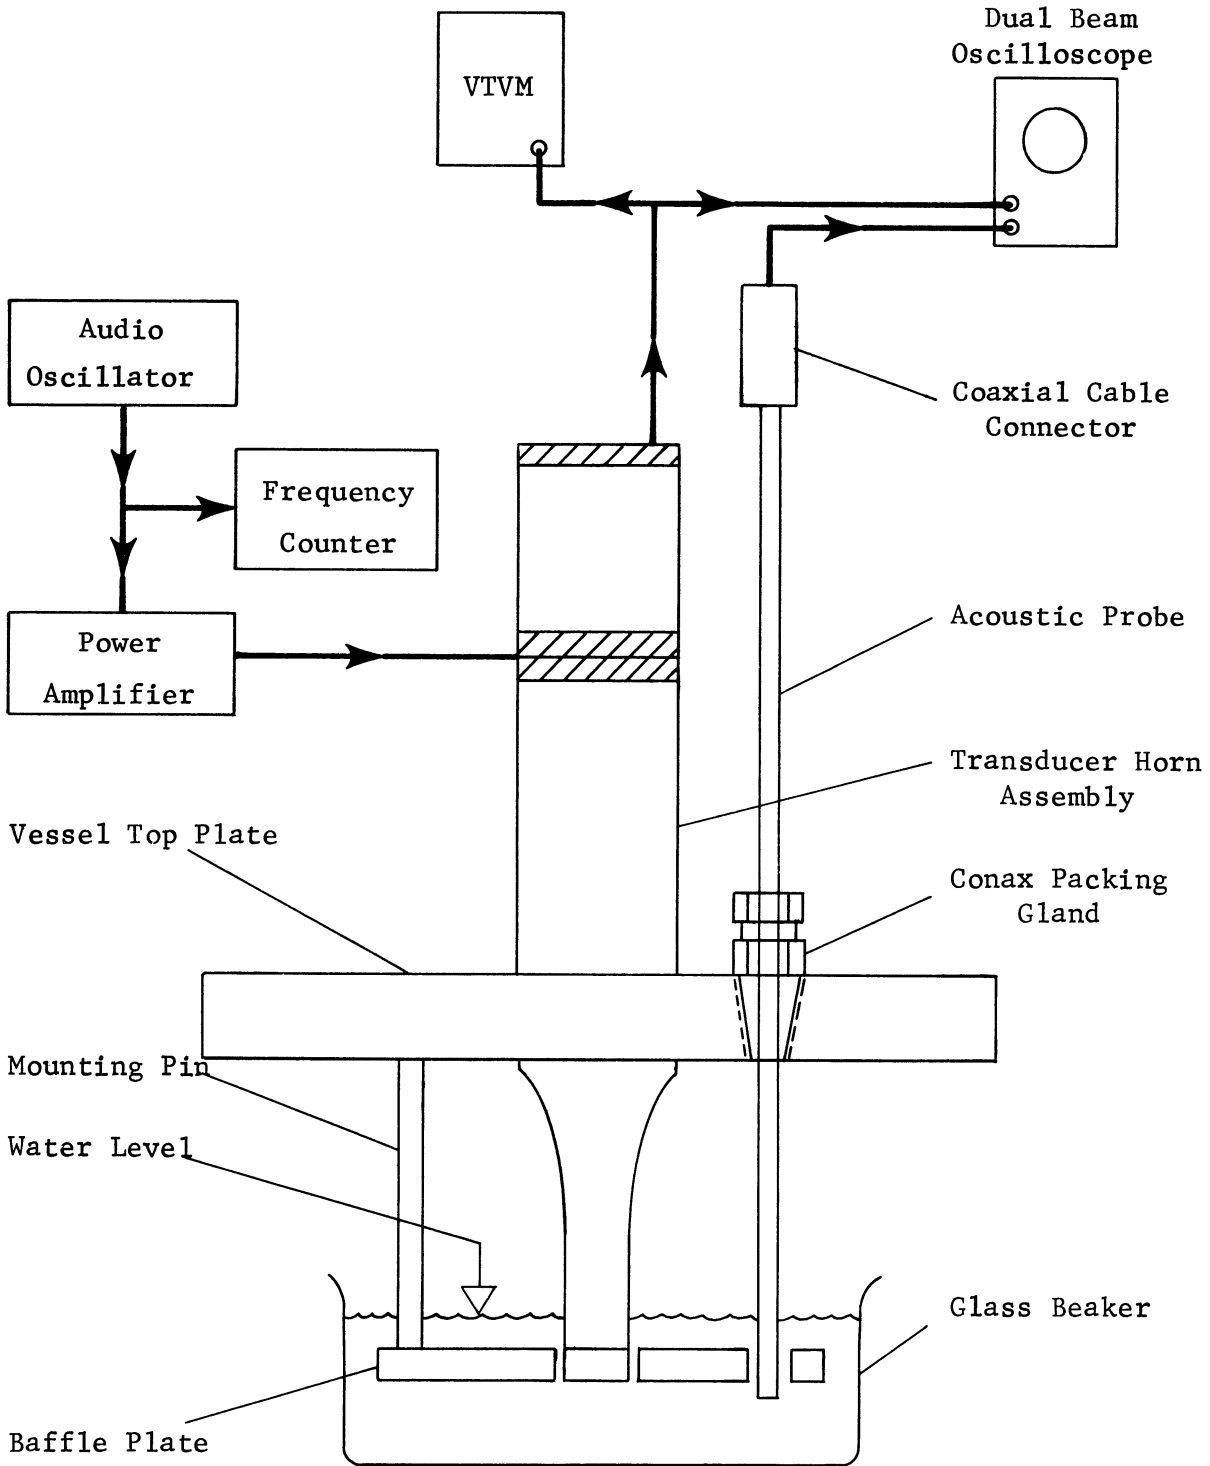 Dual Beam
Oscilloscope
VTVM
Audio
Oscillator
Coaxial Cable
Connector
Frequency
Counter
Power
Amplifier
Acoustic Probe
Transducer Horn
Assembly
Vessel Top Plate
Conax Packing
Gland
Mounting Pin
Water Level
Glass Beaker
Baffle Plate